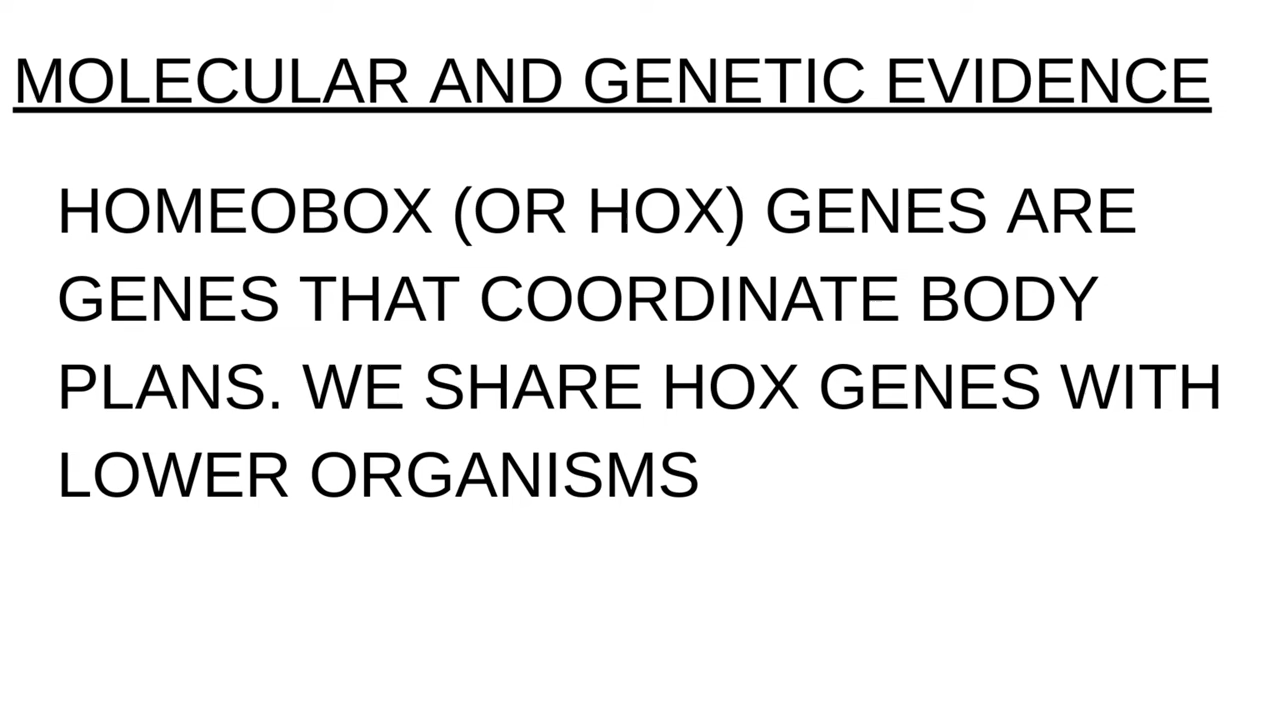 MOLECULAR AND GENETIC EVIDENCE
HOMEOBOX (OR HOX) GENES ARE
GENES THAT COORDINATE BODY
PLANS. WE SHARE HOX GENES WITH
LOWER ORGANISMS